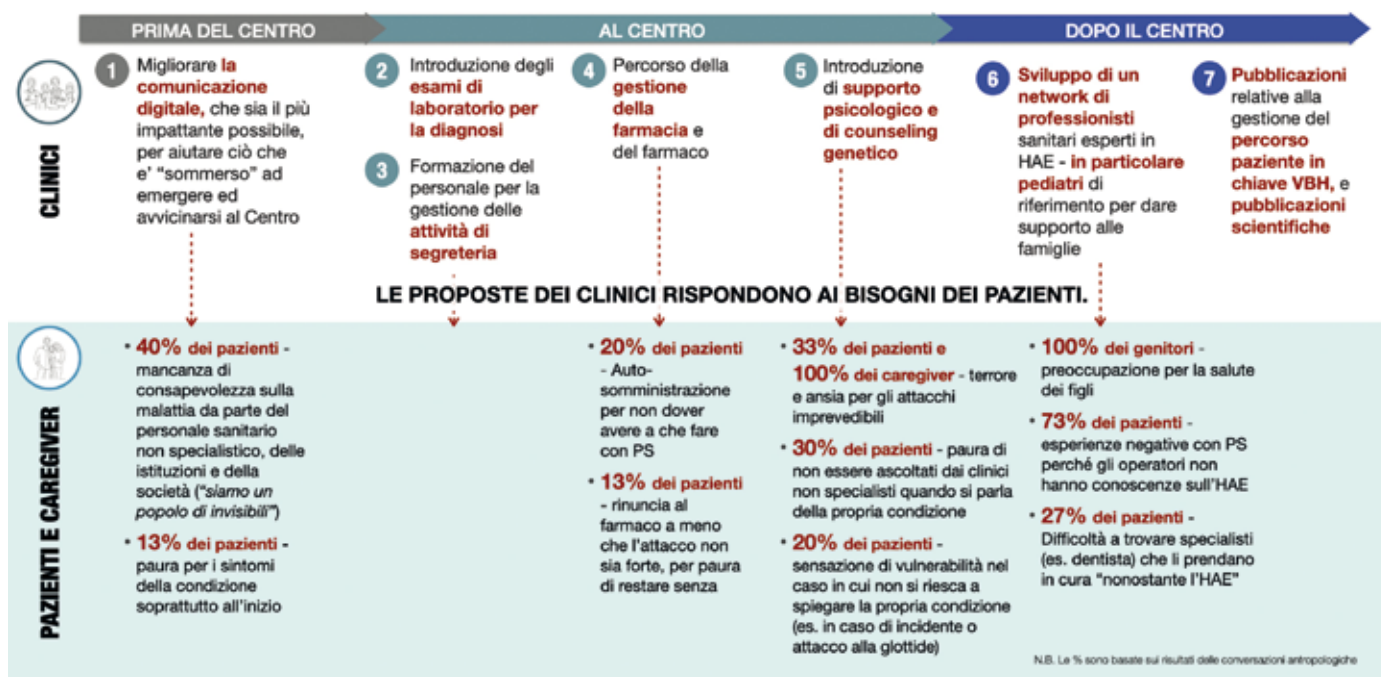 PRIMA DEL CENTRO
AL CENTRO
DOPO IL CENTRO
CLINICI
1
Migliorare la
comunicazione
digitale, che sia il più
impattante possibile,
per aiutare ciò che
e' “sommerso” ad
emergere ed
avvicinarsi al Centro
2
Introduzione degli
esami di
laboratorio per
la diagnosi
3
Formazione del
personale per la
gestione delle
attività di
segreteria
4
Percorso della
gestione
della
farmacia e
del farmaco
5
Introduzione
di supporto
psicologico e
di counseling
genetico
6
Sviluppo di un
network di
professionisti
sanitari esperti in
HAE - in particolare
pediatri di
riferimento per dare
supporto alle
famiglie
7
Pubblicazioni
relative alla
gestione del
percorso
paziente in
chiave VBH, e
pubblicazioni
scientifiche
LE PROPOSTE DEI CLINICI RISPONDONO AI BISOGNI DEI PAZIENTI.
PAZIENTI E CAREGIVER
• 40% dei pazienti -
mancanza di
consapevolezza sulla
malattia da parte del
personale sanitario
non specialistico, delle
istituzioni e della
società (“siamo un
popolo di invisibili”)
• 13% dei pazienti -
paura per i sintomi
della condizione
soprattutto all'inizio
• 20% dei pazienti
- Auto-
somministrazione
per non dover
avere a che fare
con PS
• 13% dei pazienti
- rinuncia al
farmaco a meno
che l'attacco non
sia forte, per paura
di restare senza
• 33% dei pazienti e
100% dei caregiver - terrore
e ansia per gli attacchi
imprevedibili
• 30% dei pazienti - paura di
non essere ascoltati dai clinici
non specialisti quando si parla
della propria condizione
• 20% dei pazienti -
sensazione di vulnerabilità nel
caso in cui non si riesca a
spiegare la propria condizione
(es. in caso di incidente o
attacco alla glottide)
• 100% dei genitori -
preoccupazione per la salute
dei figli
• 73% dei pazienti -
esperienze negative con PS
perché gli operatori non
hanno conoscenze sull'HAE
• 27% dei pazienti -
Difficoltà a trovare specialisti
(es. dentista) che li prendano
in cura “nonostante l'HAE”
N.B. Le % sono basate sui risultati delle conversazioni antropologiche